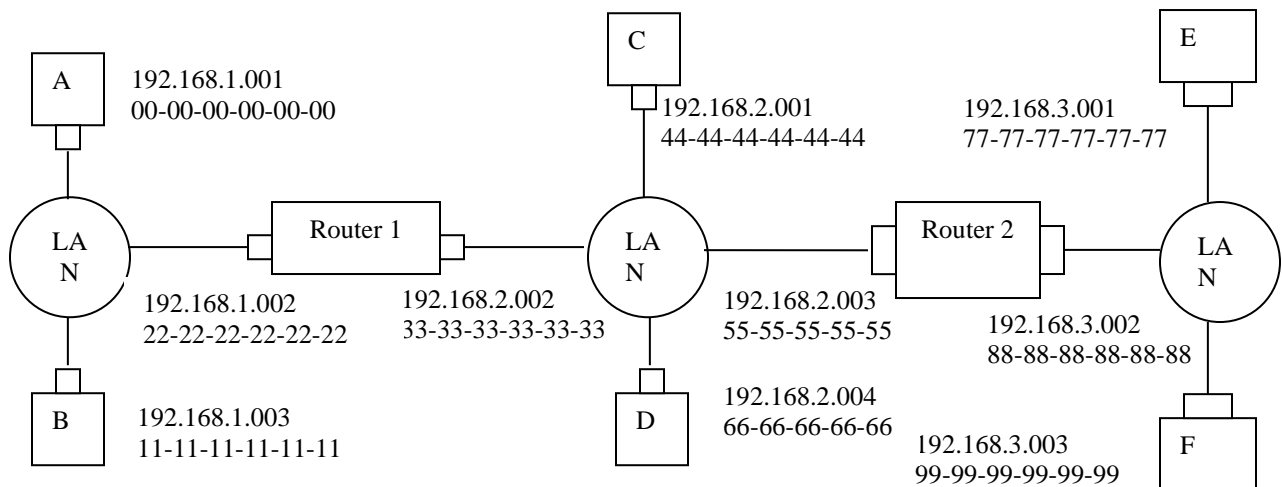 C
E
A
192.168.1.001
00-00-00-00-00-00
192.168.2.001
44-44-44-44-44-44
192.168.3.001
77-77-77-77-77-77
LA
N
Router 1
LA
N
Router 2
LA
N
192.168.1.002
22-22-22-22-22-22
192.168.2.002
33-33-33-33-33-33
192.168.2.003
55-55-55-55-55
192.168.3.002
88-88-88-88-88-88
B
192.168.1.003
11-11-11-11-11-11
D
192.168.2.004
66-66-66-66-66
192.168.3.003
99-99-99-99-99-99
F